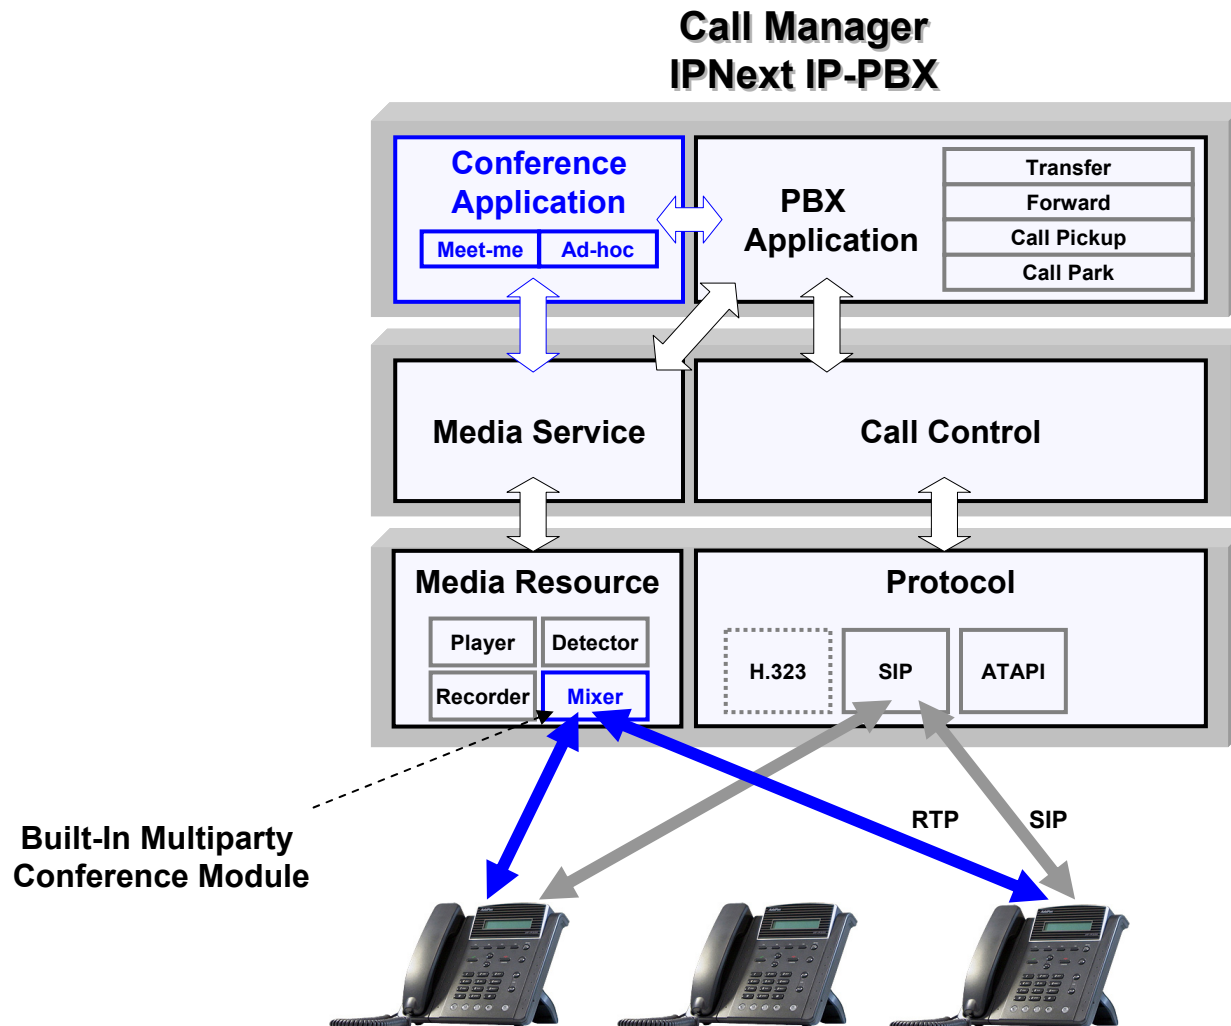 Call Manager
IPNext IP-PBX
Conference
Application
Meet-me
Ad-hoc
PBX
Application
Transfer
Forward
Call Pickup
Call Park
Media Service
Call Control
Media Resource
Player
Detector
Recorder
Mixer
Protocol
H.323
SIP
ATAPI
RTP
SIP
Built-In Multiparty
Conference Module